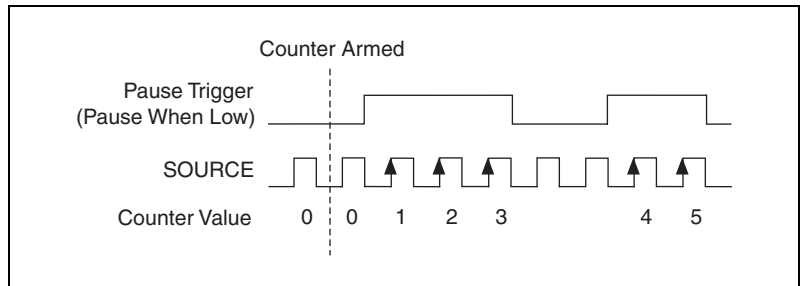 Counter Armed
Pause Trigger
(Pause When Low)
SOURCE
Counter Value 0 0 1 2 3 4 5